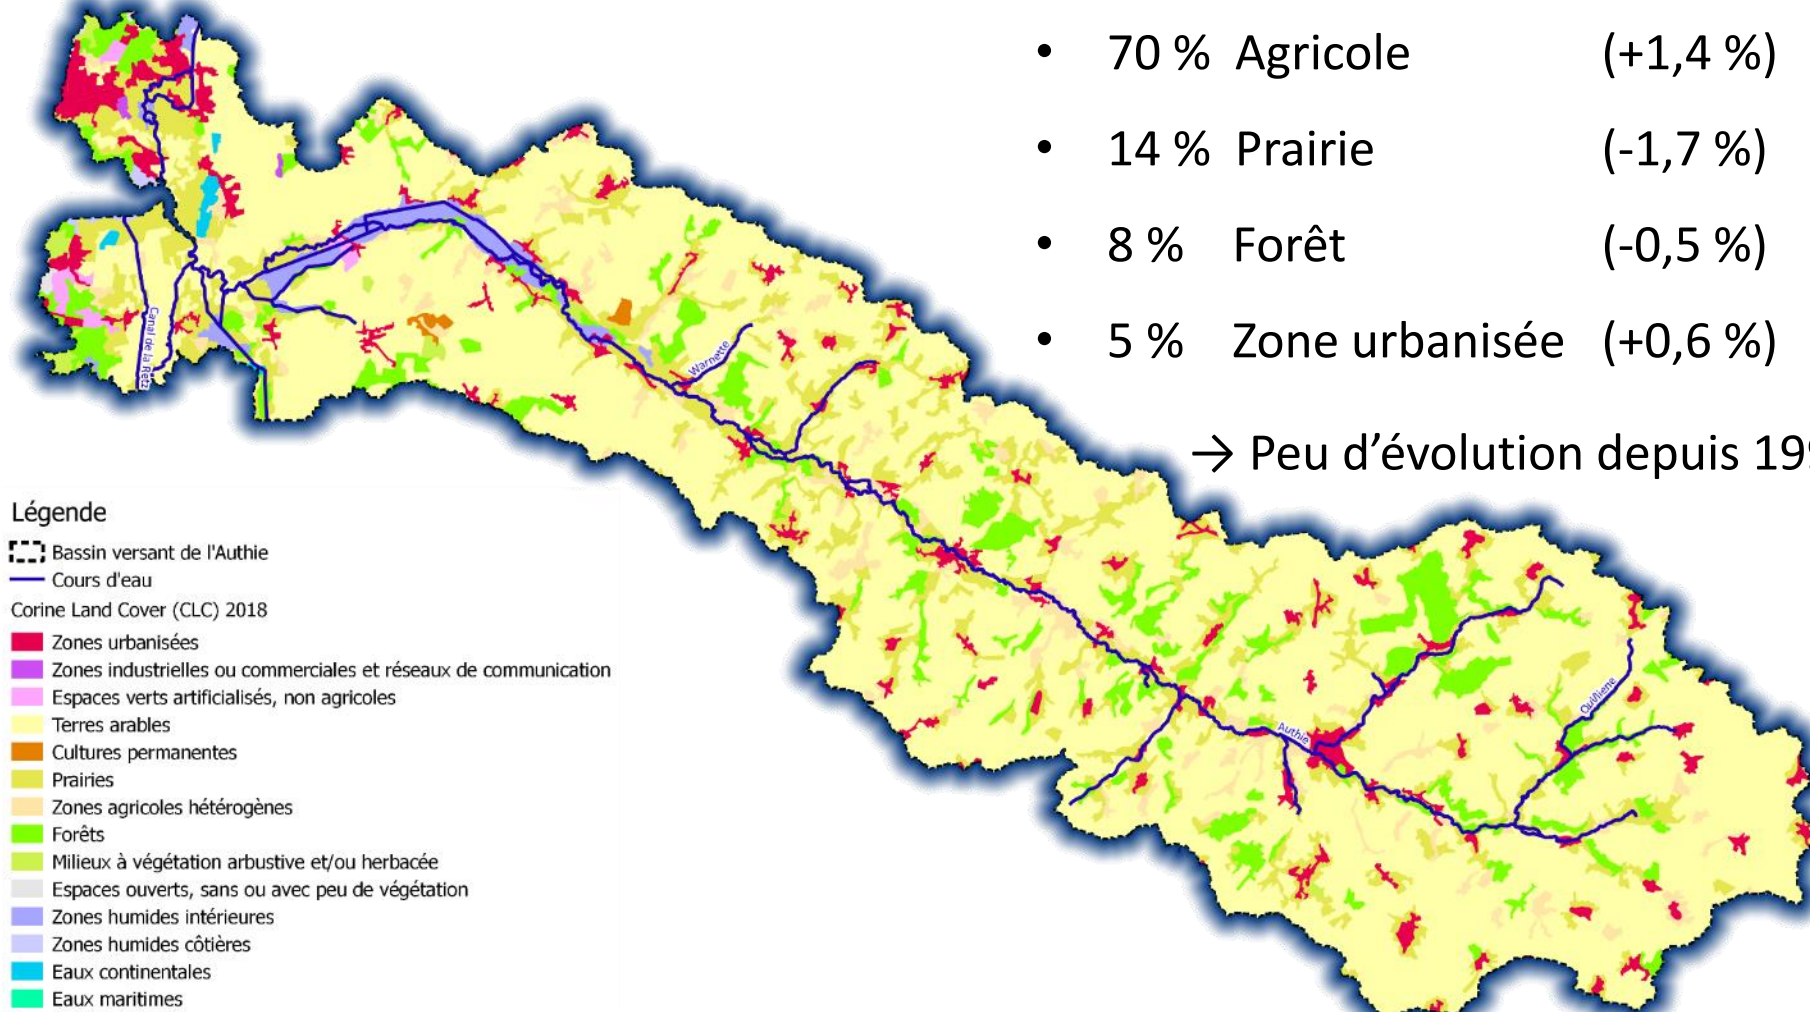 • 70 % Agricole (+1,4 %)
• 14 % Prairie (-1,7 %)
• 8 % Forêt (-0,5 %)
• 5 % Zone urbanisée (+0,6 %)
→ Peu d’évolution depuis 199
Canal de la Retz
Warnette
Authie
Quilliene
Légende
Bassin versant de l'Authie
Cours d'eau
Corine Land Cover (CLC) 2018
Zones urbanisées
Zones industrielles ou commerciales et réseaux de communication
Espaces verts artificialisés, non agricoles
Terres arables
Cultures permanentes
Prairies
Zones agricoles hétérogènes
Forêts
Milieux à végétation arbustive et/ou herbacée
Espaces ouverts, sans ou avec peu de végétation
Zones humides intérieures
Zones humides côtières
Eaux continentales
Eaux maritimes